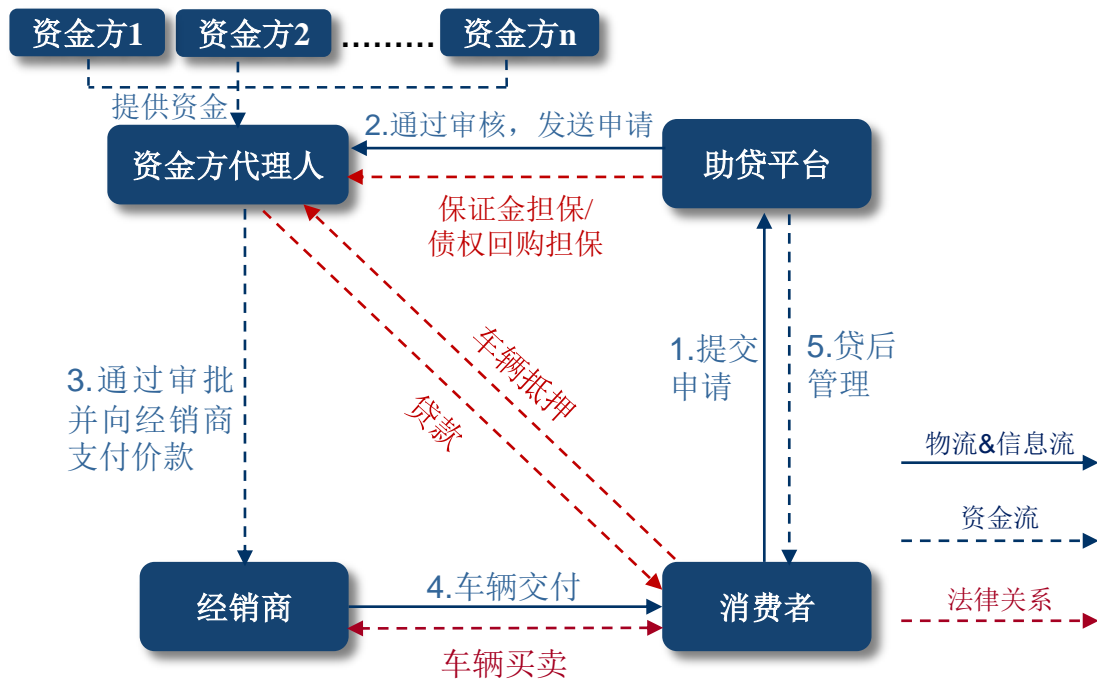 资金方1
资金方2
.........
资金方n
提供资金
2.通过审核，发送申请
资金方代理人
助贷平台
保证金担保/
债权回购担保
车辆抵押
贷款
1.提交
申请
5.贷后
管理
3.通过审批
并向经销商
支付价款
物流&信息流
资金流
法律关系
经销商
4.车辆交付
消费者
车辆买卖